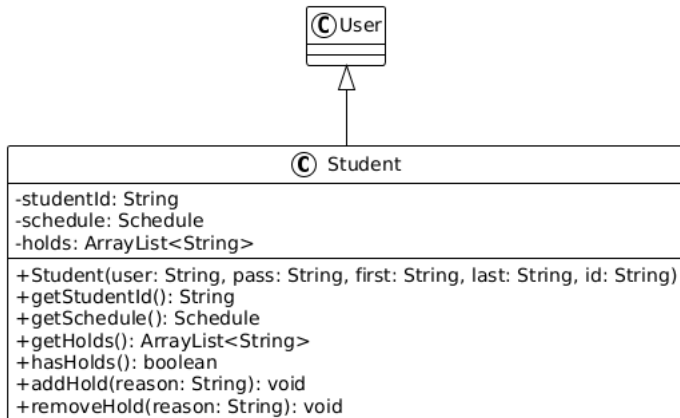 C User
C Student
-studentId: String
-schedule: Schedule
-holds: ArrayList<String>
+Student(user: String, pass: String, first: String, last: String, id: String)
+getStudentId(): String
+getSchedule(): Schedule
+getHolds(): ArrayList<String>
+hasHolds(): boolean
+addHold(reason: String): void
+removeHold(reason: String): void